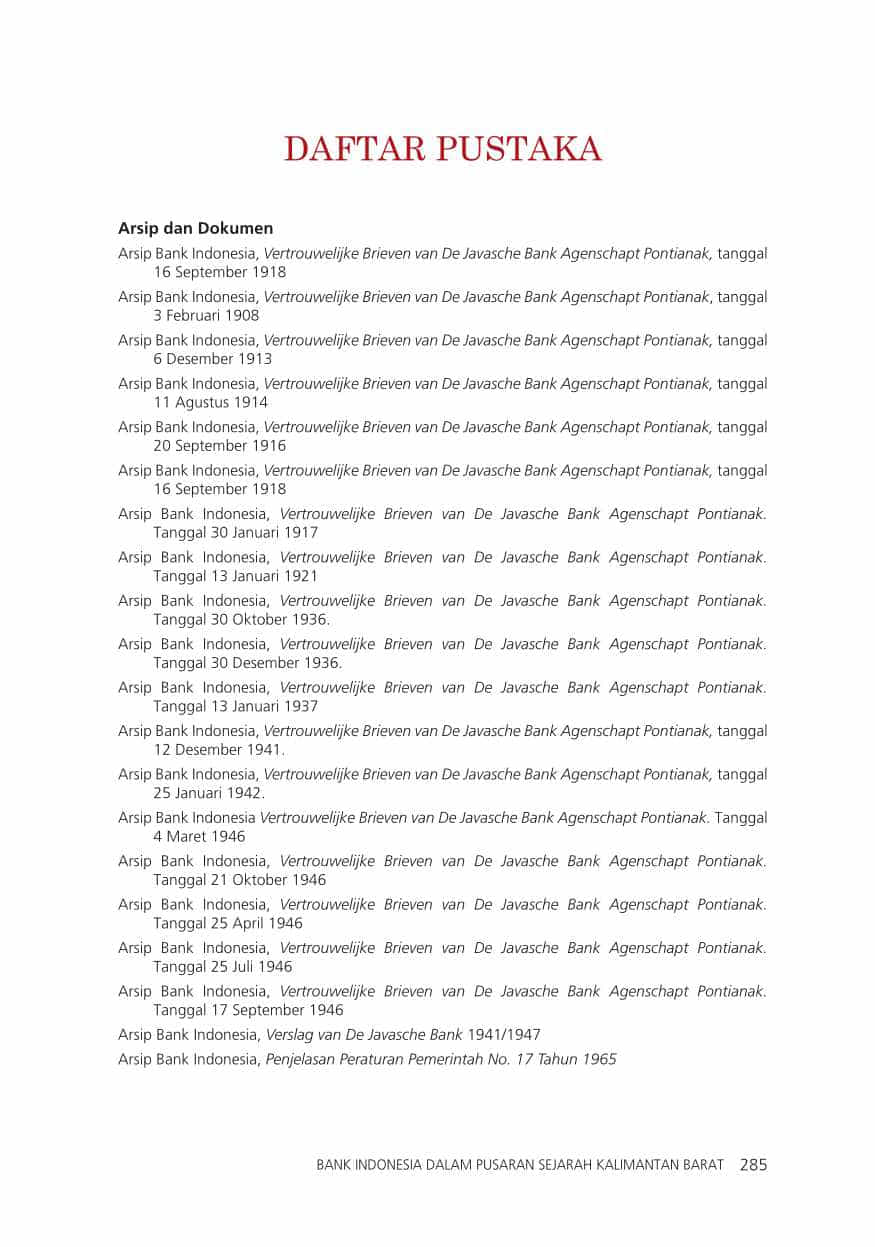 DAFTAR PUSTAKA
Arsip dan Dokumen
Arsip Bank Indonesia, Vertrouwelijke Brieven van De Javasche Bank Agenschapt Pontianak, tanggal
16 September 1918
Arsip Bank Indonesia, Vertrouwelijke Brieven van De Javasche Bank Agenschapt Pontianak, tanggal
3 Februari 1908
Arsip Bank Indonesia, Vertrouwelijke Brieven van De Javasche Bank Agenschapt Pontianak, tanggal
6 Desember 1913
Arsip Bank Indonesia, Vertrouwelijke Brieven van De Javasche Bank Agenschapt Pontianak, tanggal
11 Agustus 1914
Arsip Bank Indonesia, Vertrouwelijke Brieven van De Javasche Bank Agenschapt Pontianak, tanggal
20 September 1916
Arsip Bank Indonesia, Vertrouwelijke Brieven van De Javasche Bank Agenschapt Pontianak, tanggal
16 September 1918
Arsip Bank Indonesia, Vertrouwelijke Brieven van De Javasche Bank Agenschapt Pontianak.
Tanggal 30 Januari 1917
Arsip Bank Indonesia, Vertrouwelijke Brieven van De Javasche Bank Agenschapt Pontianak.
Tanggal 13 Januari 1921
Arsip Bank Indonesia, Vertrouwelijke Brieven van De Javasche Bank Agenschapt Pontianak.
Tanggal 30 Oktober 1936.
Arsip Bank Indonesia, Vertrouwelijke Brieven van De Javasche Bank Agenschapt Pontianak.
Tanggal 30 Desember 1936.
Arsip Bank Indonesia, Vertrouwelijke Brieven van De Javasche Bank Agenschapt Pontianak.
Tanggal 13 Januari 1937
Arsip Bank Indonesia, Vertrouwelijke Brieven van De Javasche Bank Agenschapt Pontianak, tanggal
12 Desember 1941.
Arsip Bank Indonesia, Vertrouwelijke Brieven van De Javasche Bank Agenschapt Pontianak, tanggal
25 Januari 1942.
Arsip Bank Indonesia Vertrouwelijke Brieven van De Javasche Bank Agenschapt Pontianak. Tanggal
4 Maret 1946
Arsip Bank Indonesia, Vertrouwelijke Brieven van De Javasche Bank Agenschapt Pontianak.
Tanggal 21 Oktober 1946
Arsip Bank Indonesia, Vertrouwelijke Brieven van De Javasche Bank Agenschapt Pontianak.
Tanggal 25 April 1946
Arsip Bank Indonesia, Vertrouwelijke Brieven van De Javasche Bank Agenschapt Pontianak.
Tanggal 25 Juli 1946
Arsip Bank Indonesia, Vertrouwelijke Brieven van De Javasche Bank Agenschapt Pontianak.
Tanggal 17 September 1946
Arsip Bank Indonesia, Verslag van De Javasche Bank 1941/1947
Arsip Bank Indonesia, Penjelasan Peraturan Pemerintah No. 17 Tahun 1965
BANK INDONESIA DALAM PUSARAN SEJARAH KALIMANTAN BARAT 285